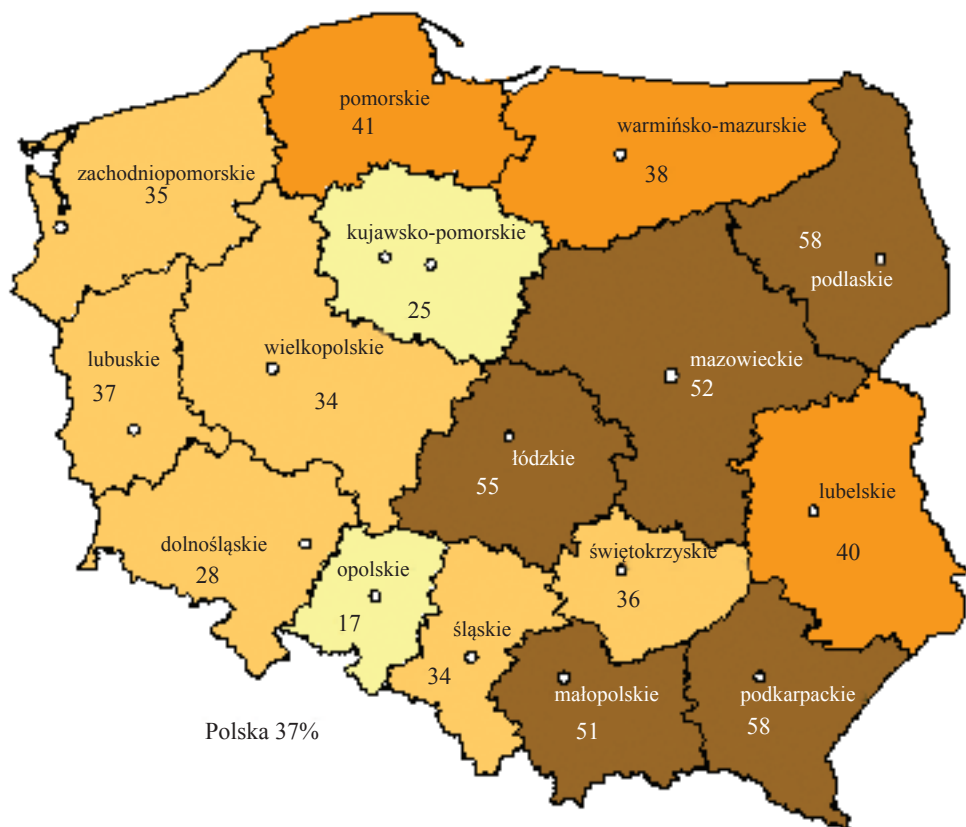 pomorskie
41
warmińsko-mazurskie
38
zachodniopomorskie
35
kujawsko-pomorskie
25
58
podlaskie
lubuskie
37
wielkopolskie
34
mazowieckie
52
łódzkie
55
lubelskie
40
dolnośląskie
28
opolskie
17
świętokrzyskie
36
śląskie
34
małopolskie
51
podkarpackie
58
Polska 37%